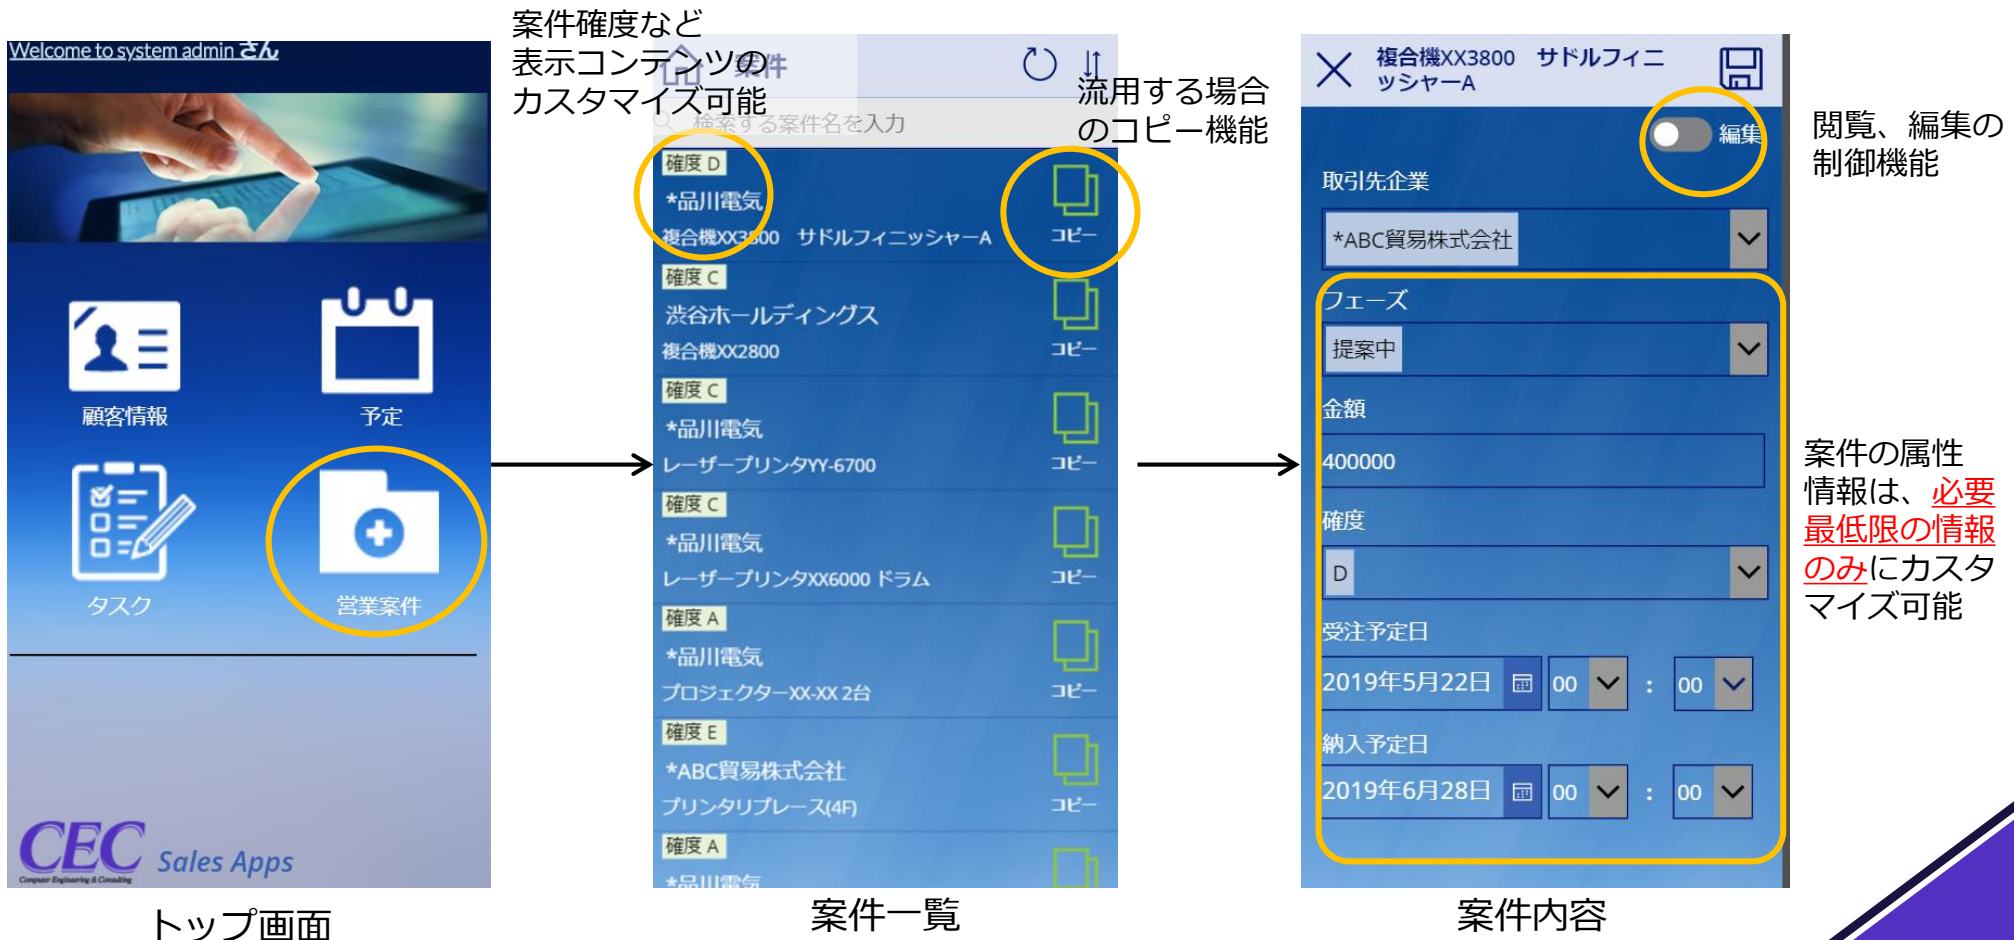 Welcome to system admin さん
顧客情報
予定
タスク
営業案件
CEC Sales Apps
Computer Engineering & Consulting
トップ画面
案件確度など
表示コンテンツの
カスタマイズ可能
案件
検索する案件名を入力
流用する場合
のコピー機能
確度 D
*品川電気
複合機XX3800　サドルフィニッシャーA
コピー
確度 C
渋谷ホールディングス
複合機XX2800
コピー
確度 C
*品川電気
レーザープリンタYY-6700
コピー
確度 C
*品川電気
レーザープリンタXX6000 ドラム
コピー
確度 A
*品川電気
プロジェクターXX-XX 2台
コピー
確度 E
*ABC貿易株式会社
プリンタリプレース(4F)
コピー
確度 A
*品川電気
案件一覧
複合機XX3800　サドルフィニ
ッシャーA
編集
取引先企業
*ABC貿易株式会社
フェーズ
提案中
金額
400000
確度
D
受注予定日
2019年5月22日 00 : 00
納入予定日
2019年6月28日 00 : 00
案件内容
閲覧、編集の
制御機能
案件の属性
情報は、必要
最低限の情報
のみにカスタ
マイズ可能